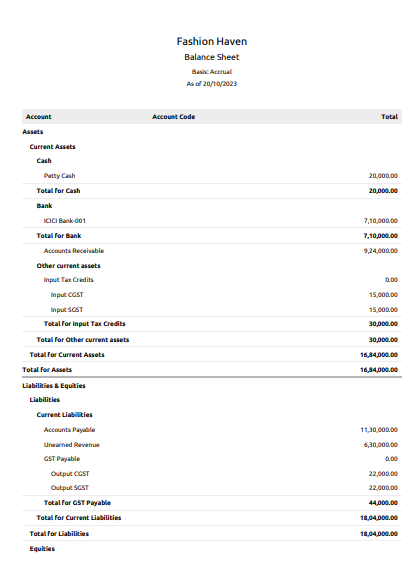 Fashion Haven
Balance Sheet
Basis: Accrual
As of 20/10/2023
Account Account Code Total
Assets
Current Assets
Cash
Petty Cash 20,000.00
Total for Cash 20,000.00
Bank
ICICI Bank-001 7,10,000.00
Total for Bank 7,10,000.00
Accounts Receivable 9,24,000.00
Other current assets
Input Tax Credits 0.00
Input CGST 15,000.00
Input SGST 15,000.00
Total for Input Tax Credits 30,000.00
Total for Other current assets 30,000.00
Total for Current Assets 16,84,000.00
Total for Assets 16,84,000.00
Liabilities & Equities
Liabilities
Current Liabilities
Accounts Payable 11,30,000.00
Unearned Revenue 6,30,000.00
GST Payable 0.00
Output CGST 22,000.00
Output SGST 22,000.00
Total for GST Payable 44,000.00
Total for Current Liabilities 18,04,000.00
Total for Liabilities 18,04,000.00
Equities